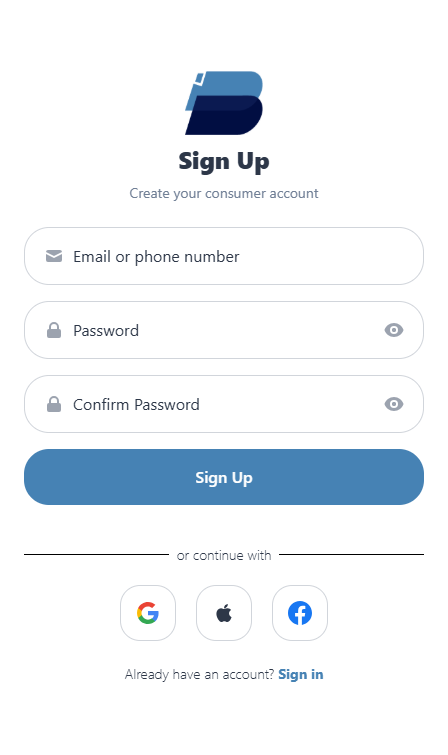 Sign Up
Create your consumer account
Email or phone number
Password
Confirm Password
Sign Up
or continue with
Already have an account? Sign in